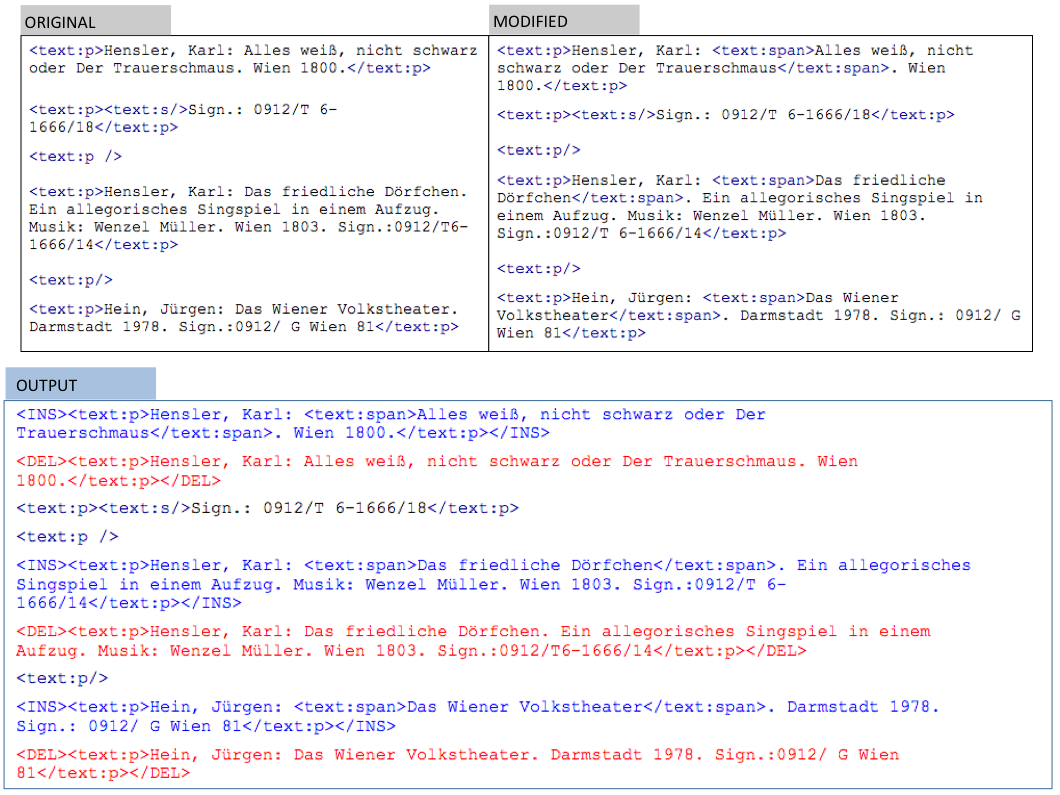 ORIGINAL
<text:p>Hensler, Karl: Alles weiß, nicht schwarz
oder Der Trauerschmaus. Wien 1800.</text:p>
<text:p><text:s/>Sign.: 0912/T 6-
1666/18</text:p>
<text:p />
<text:p>Hensler, Karl: Das friedliche Dörfchen.
Ein allegorisches Singspiel in einem Aufzug.
Musik: Wenzel Müller. Wien 1803. Sign.:0912/T6-
1666/14</text:p>
<text:p/>
<text:p>Hein, Jürgen: Das Wiener Volkstheater.
Darmstadt 1978. Sign.:0912/ G Wien 81</text:p>
MODIFIED
<text:p>Hensler, Karl: <text:span>Alles weiß, nicht
schwarz oder Der Trauerschmaus</text:span>. Wien
1800.</text:p>
<text:p><text:s/>Sign.: 0912/T 6-1666/18</text:p>
<text:p/>
<text:p>Hensler, Karl: <text:span>Das friedliche
Dörfchen</text:span>. Ein allegorisches Singspiel in
einem Aufzug. Musik: Wenzel Müller. Wien 1803.
Sign.:0912/T 6-1666/14</text:p>
<text:p/>
<text:p>Hein, Jürgen: <text:span>Das Wiener
Volkstheater</text:span>. Darmstadt 1978. Sign.: 0912/ G
Wien 81</text:p>
OUTPUT
<INS><text:p>Hensler, Karl: <text:span>Alles weiß, nicht schwarz oder Der
Trauerschmaus</text:span>. Wien 1800.</text:p></INS>
<DEL><text:p>Hensler, Karl: Alles weiß, nicht schwarz oder Der Trauerschmaus. Wien
1800.</text:p></DEL>
<text:p><text:s/>Sign.: 0912/T 6-1666/18</text:p>
<text:p />
<INS><text:p>Hensler, Karl: <text:span>Das friedliche Dörfchen</text:span>. Ein allegorisches
Singspiel in einem Aufzug. Musik: Wenzel Müller. Wien 1803. Sign.:0912/T 6-
1666/14</text:p></INS>
<DEL><text:p>Hensler, Karl: Das friedliche Dörfchen. Ein allegorisches Singspiel in einem
Aufzug. Musik: Wenzel Müller. Wien 1803. Sign.:0912/T6-1666/14</text:p></DEL>
<text:p/>
<INS><text:p>Hein, Jürgen: <text:span>Das Wiener Volkstheater</text:span>. Darmstadt 1978.
Sign.: 0912/ G Wien 81</text:p></INS>
<DEL><text:p>Hein, Jürgen: Das Wiener Volkstheater. Darmstadt 1978. Sign.:0912/ G Wien
81</text:p></DEL>